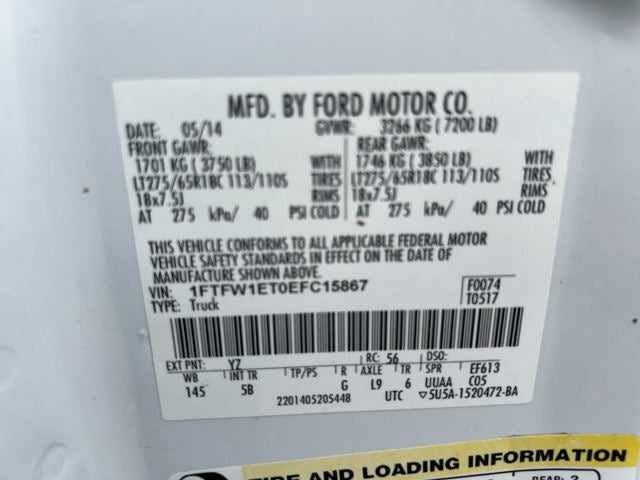 MFD. BY FORD MOTOR CO.
DATE: 05/14 GVWR: 3266 KG ( 7200 LB)
FRONT GAWR: REAR GAWR:
1701 KG ( 3750 LB) WITH 1746 KG ( 3850 LB) WITH
LT275/65R18C 113/110S TIRES LT275/65R18C 113/110S TIRES
18x7.5J RIMS 18x7.5J RIMS
AT 275 kPa/ 40 PSI COLD AT 275 kPa/ 40 PSI COLD
THIS VEHICLE CONFORMS TO ALL APPLICABLE FEDERAL MOTOR
VEHICLE SAFETY STANDARDS IN EFFECT ON THE DATE OF
MANUFACTURE SHOWN ABOVE.
VIN: 1FTFW1ET0EFC15867 F0074
TYPE: Truck T0517
EXT PNT: YZ RC: 56 DSO:
WB INT TR TP/PS R AXLE TR SPR EF613
145 5B G L9 6 UUAA C05
2201405205448 UTC ▽5U5A-1520472-BA
TIRE AND LOADING INFORMATION
REAR: 3